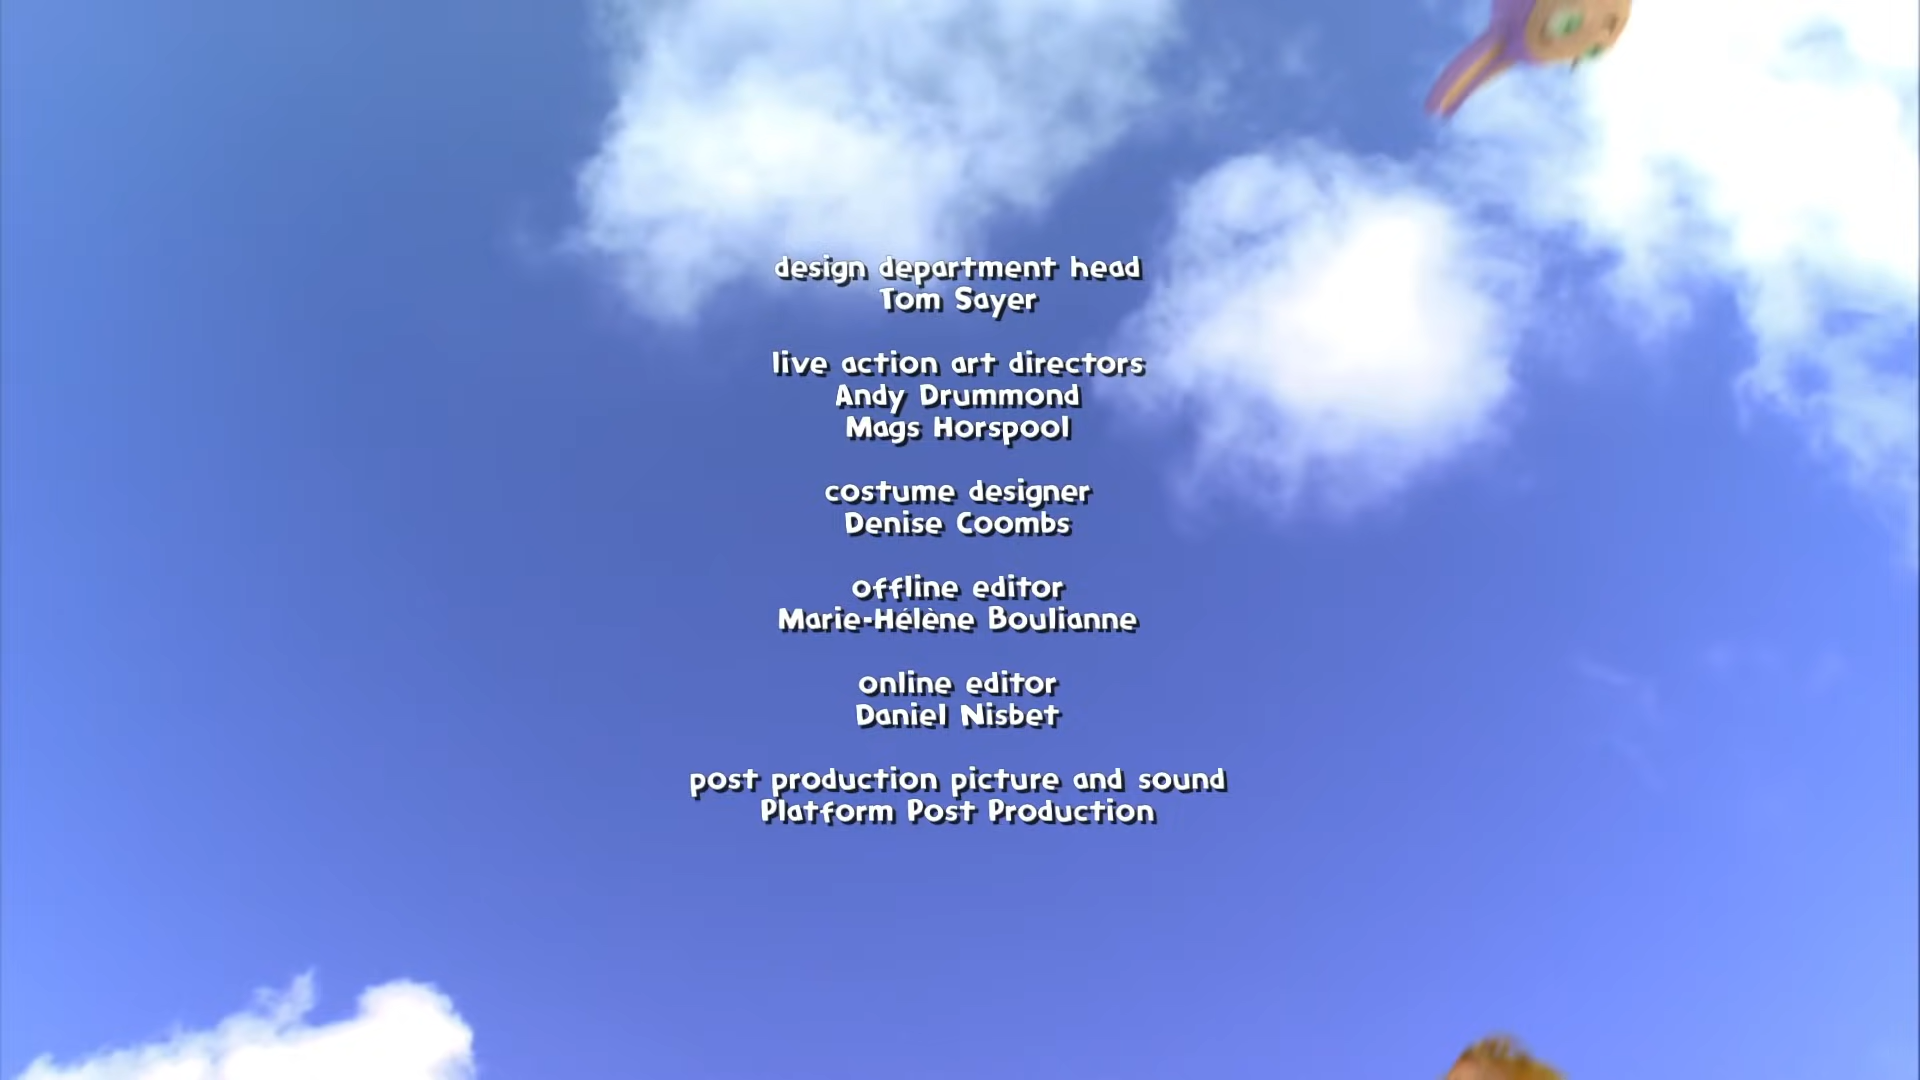 design department head
Tom Sayer
live action art directors
Andy Drummond
Mags Horspool
costume designer
Denise Coombs
offline editor
Marie-Hélène Boulianne
online editor
Daniel Nisbet
post production picture and sound
Platform Post Production